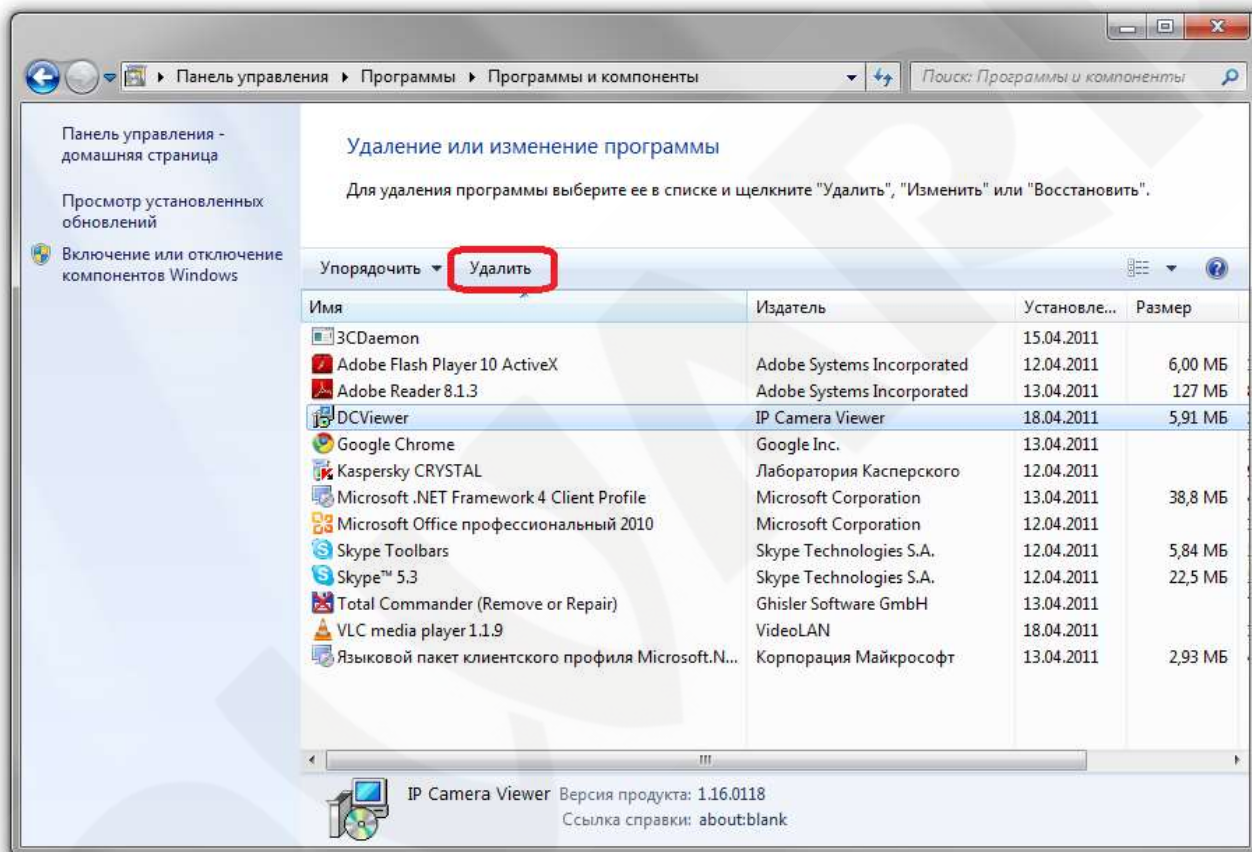 Панель управления ▸ Программы ▸ Программы и компоненты
Поиск: Программы и компоненты
Панель управления -
домашняя страница
Просмотр установленных
обновлений
Включение или отключение
компонентов Windows
Удаление или изменение программы
Для удаления программы выберите ее в списке и щелкните "Удалить", "Изменить" или "Восстановить".
Упорядочить Удалить
Имя Издатель Установле... Размер
3CDaemon 15.04.2011
Adobe Flash Player 10 ActiveX Adobe Systems Incorporated 12.04.2011 6,00 МБ
Adobe Reader 8.1.3 Adobe Systems Incorporated 13.04.2011 127 МБ
DCViewer IP Camera Viewer 18.04.2011 5,91 МБ
Google Chrome Google Inc. 13.04.2011
Kaspersky CRYSTAL Лаборатория Касперского 12.04.2011
Microsoft .NET Framework 4 Client Profile Microsoft Corporation 13.04.2011 38,8 МБ
Microsoft Office профессиональный 2010 Microsoft Corporation 12.04.2011
Skype Toolbars Skype Technologies S.A. 12.04.2011 5,84 МБ
Skype™ 5.3 Skype Technologies S.A. 12.04.2011 22,5 МБ
Total Commander (Remove or Repair) Ghisler Software GmbH 13.04.2011
VLC media player 1.1.9 VideoLAN 18.04.2011
Языковой пакет клиентского профиля Microsoft.N... Корпорация Майкрософт 13.04.2011 2,93 МБ
IP Camera Viewer Версия продукта: 1.16.0118
Ссылка справки: about:blank